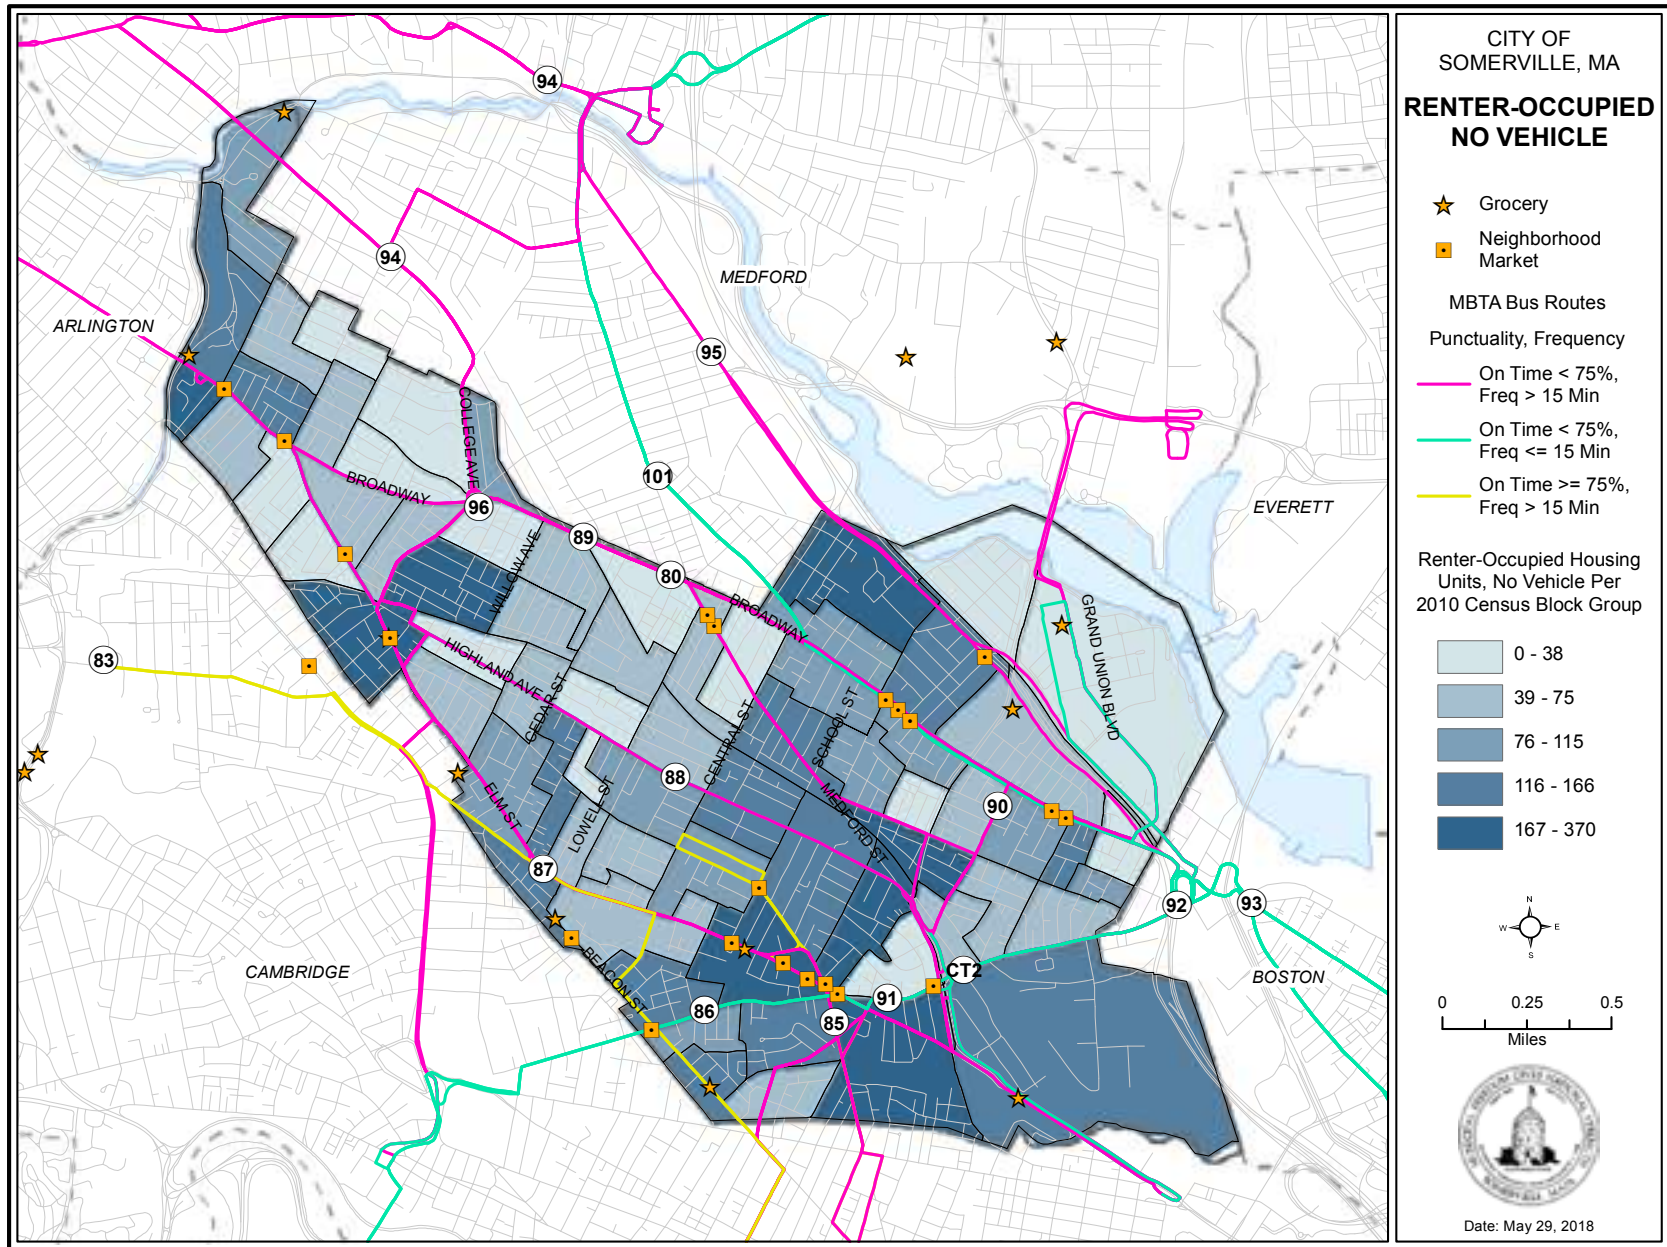 CITY OF
SOMERVILLE, MA
RENTER-OCCUPIED
NO VEHICLE
Grocery
Neighborhood
Market
MBTA Bus Routes
Punctuality, Frequency
On Time < 75%,
Freq > 15 Min
On Time < 75%,
Freq <= 15 Min
On Time >= 75%,
Freq > 15 Min
Renter-Occupied Housing
Units, No Vehicle Per
2010 Census Block Group
0 - 38
39 - 75
76 - 115
116 - 166
167 - 370
N
W
E
S
0
0.25
0.5
Miles
Date: May 29, 2018
94
94
MEDFORD
ARLINGTON
95
COLLEGE AVE
101
BROADWAY
96
EVERETT
89
WILLOW AVE
80
BROADWAY
GRAND UNION BLVD
HIGHLAND AVE
83
CEDAR ST
CENTRAL ST
SCHOOL ST
88
ELM ST
LOWELL ST
MEDFORD ST
90
87
92
93
BEACON ST
CAMBRIDGE
CT2
BOSTON
91
86
85